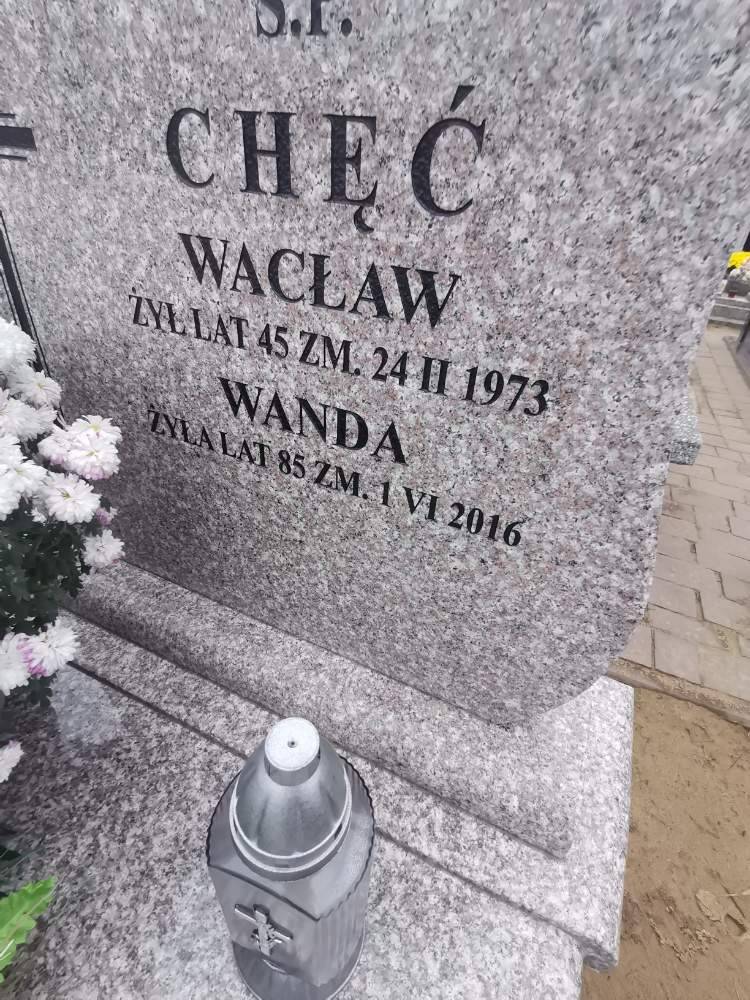 Ś.P.
CHĘĆ
WACŁAW
ŻYŁ LAT 45 ZM. 24 II 1973
WANDA
ŻYŁA LAT 85 ZM. 1 VI 2016